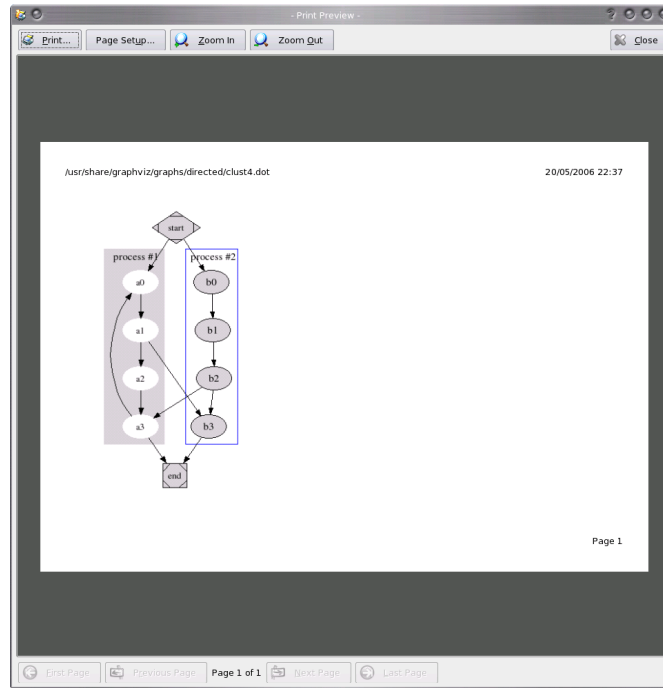 - Print Preview -
Print... Page Setup... Zoom In Zoom Out Close
/usr/share/graphviz/graphs/directed/clust4.dot 20/05/2006 22:37
start
process #1 process #2
a0 b0
a1 b1
a2 b2
a3 b3
end
Page 1
First Page Previous Page Page 1 of 1 Next Page Last Page